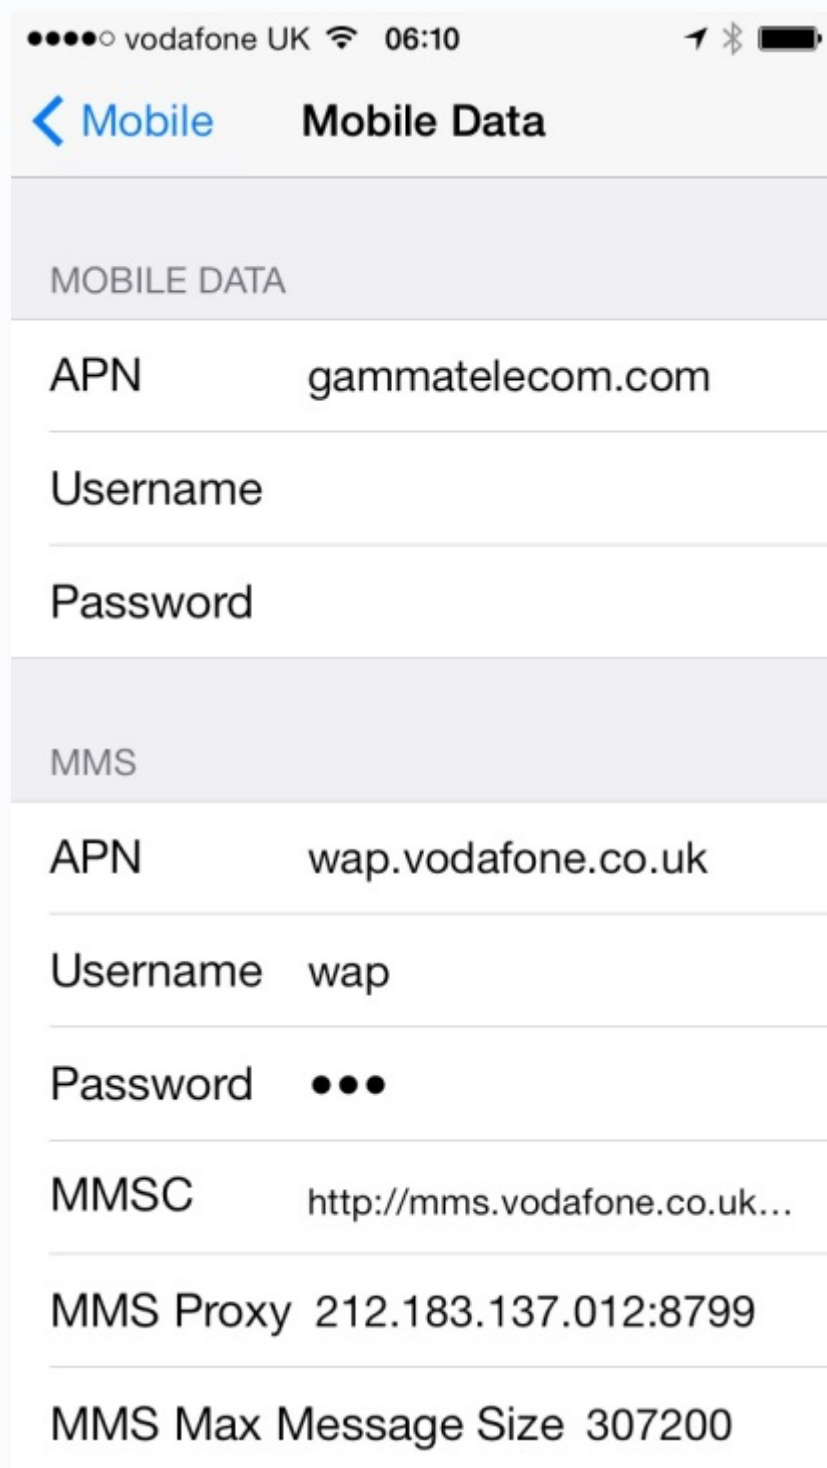 vodafone UK 06:10
Mobile Mobile Data
MOBILE DATA
APN gammatelecom.com
Username
Password
MMS
APN wap.vodafone.co.uk
Username wap
Password •••
MMSC http://mms.vodafone.co.uk...
MMS Proxy 212.183.137.012:8799
MMS Max Message Size 307200